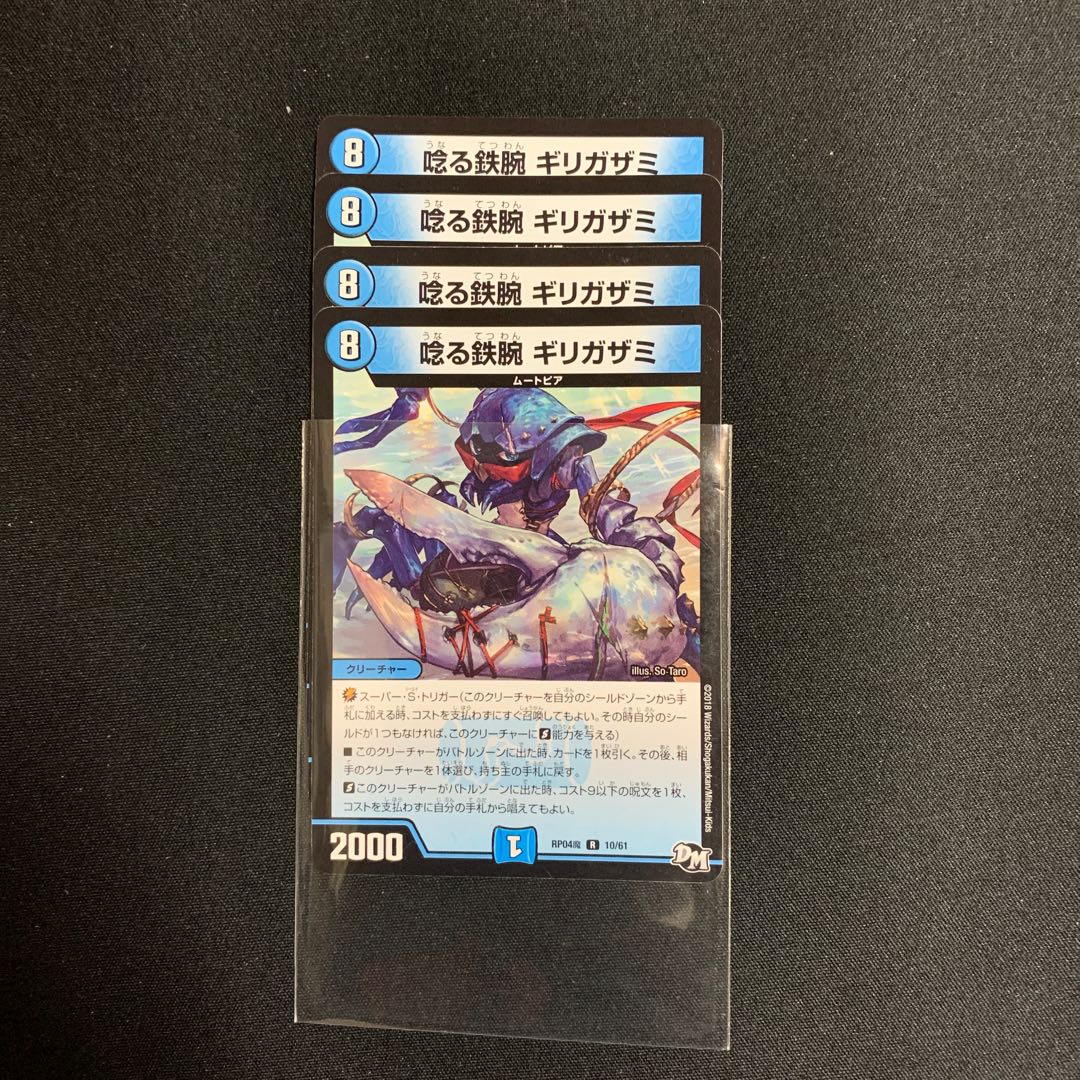 8 唸る鉄腕 ギリガザミ
8 唸る鉄腕 ギリガザミ
8 唸る鉄腕 ギリガザミ
8 唸る鉄腕 ギリガザミ
ムートピア
クリーチャー
illus. So-Taro
スーパー・S・トリガー(このクリーチャーを自分のシールドゾーンから手
札に加える時、コストを支払わずにすぐ召喚してもよい。その時自分のシー
ルドが1つもなければ、このクリーチャーにS能力を与える)
■このクリーチャーがバトルゾーンに出た時、カードを1枚引く。その後、相
手のクリーチャーを1体選び、持ち主の手札に戻す。
Sこのクリーチャーがバトルゾーンに出た時、コスト9以下の呪文を1枚、
コストを支払わずに自分の手札から唱えてもよい。
2000
1
RP04魔 R 10/61
DM
©2018 Wizards/Shogakukan/Mitsui-Kids